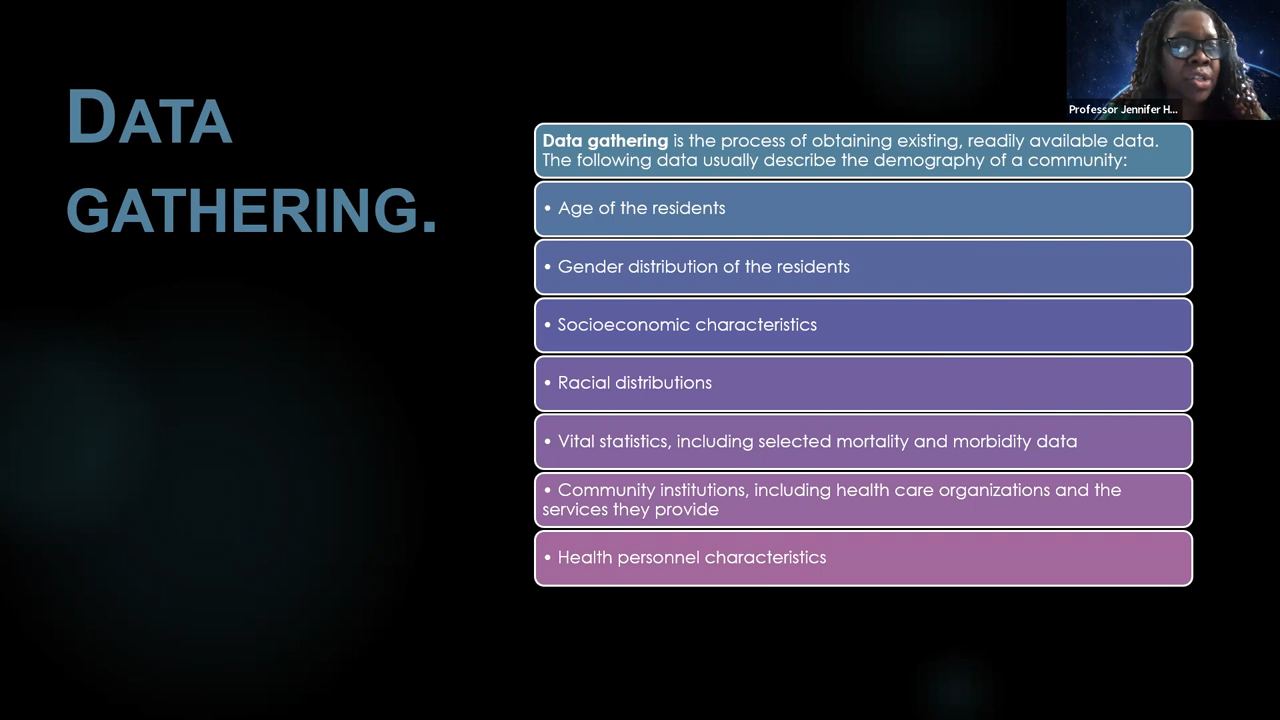 DATA
GATHERING.
Professor Jennifer H...
Data gathering is the process of obtaining existing, readily available data.
The following data usually describe the demography of a community:
• Age of the residents
• Gender distribution of the residents
• Socioeconomic characteristics
• Racial distributions
• Vital statistics, including selected mortality and morbidity data
• Community institutions, including health care organizations and the
services they provide
• Health personnel characteristics